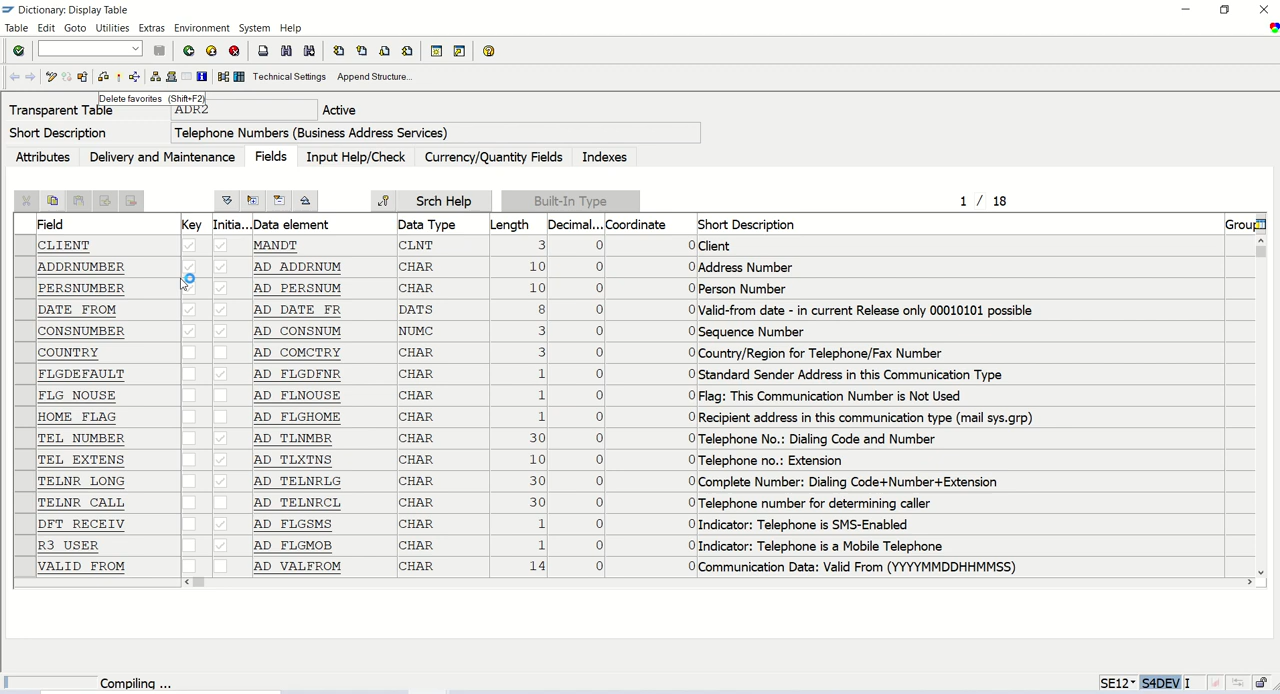 Dictionary: Display Table
Table Edit Goto Utilities Extras Environment System Help
Technical Settings Append Structure...
Delete favorites (Shift+F2)
Transparent Table ADR2 Active
Short Description Telephone Numbers (Business Address Services)
Attributes Delivery and Maintenance Fields Input Help/Check Currency/Quantity Fields Indexes
Srch Help Built-In Type 1 / 18
Field Key Initia... Data element Data Type Length Decimal... Coordinate Short Description Group
CLIENT MANDT CLNT 3 0 0 Client
ADDRNUMBER AD_ADDRNUM CHAR 10 0 0 Address Number
PERSNUMBER AD_PERSNUM CHAR 10 0 0 Person Number
DATE_FROM AD_DATE_FR DATS 8 0 0 Valid-from date - in current Release only 00010101 possible
CONSNUMBER AD_CONSNUM NUMC 3 0 0 Sequence Number
COUNTRY AD_COMCTRY CHAR 3 0 0 Country/Region for Telephone/Fax Number
FLGDEFAULT AD_FLGDFNR CHAR 1 0 0 Standard Sender Address in this Communication Type
FLG_NOUSE AD_FLNOUSE CHAR 1 0 0 Flag: This Communication Number is Not Used
HOME_FLAG AD_FLGHOME CHAR 1 0 0 Recipient address in this communication type (mail sys.grp)
TEL_NUMBER AD_TLNMBR CHAR 30 0 0 Telephone No.: Dialing Code and Number
TEL_EXTENS AD_TLXTNS CHAR 10 0 0 Telephone no.: Extension
TELNR_LONG AD_TELNRLG CHAR 30 0 0 Complete Number: Dialing Code+Number+Extension
TELNR_CALL AD_TELNRCL CHAR 30 0 0 Telephone number for determining caller
DFT_RECEIV AD_FLGSMS CHAR 1 0 0 Indicator: Telephone is SMS-Enabled
R3_USER AD_FLGMOB CHAR 1 0 0 Indicator: Telephone is a Mobile Telephone
VALID_FROM AD_VALFROM CHAR 14 0 0 Communication Data: Valid From (YYYYMMDDHHMMSS)
Compiling ... SE12 S4DEV I